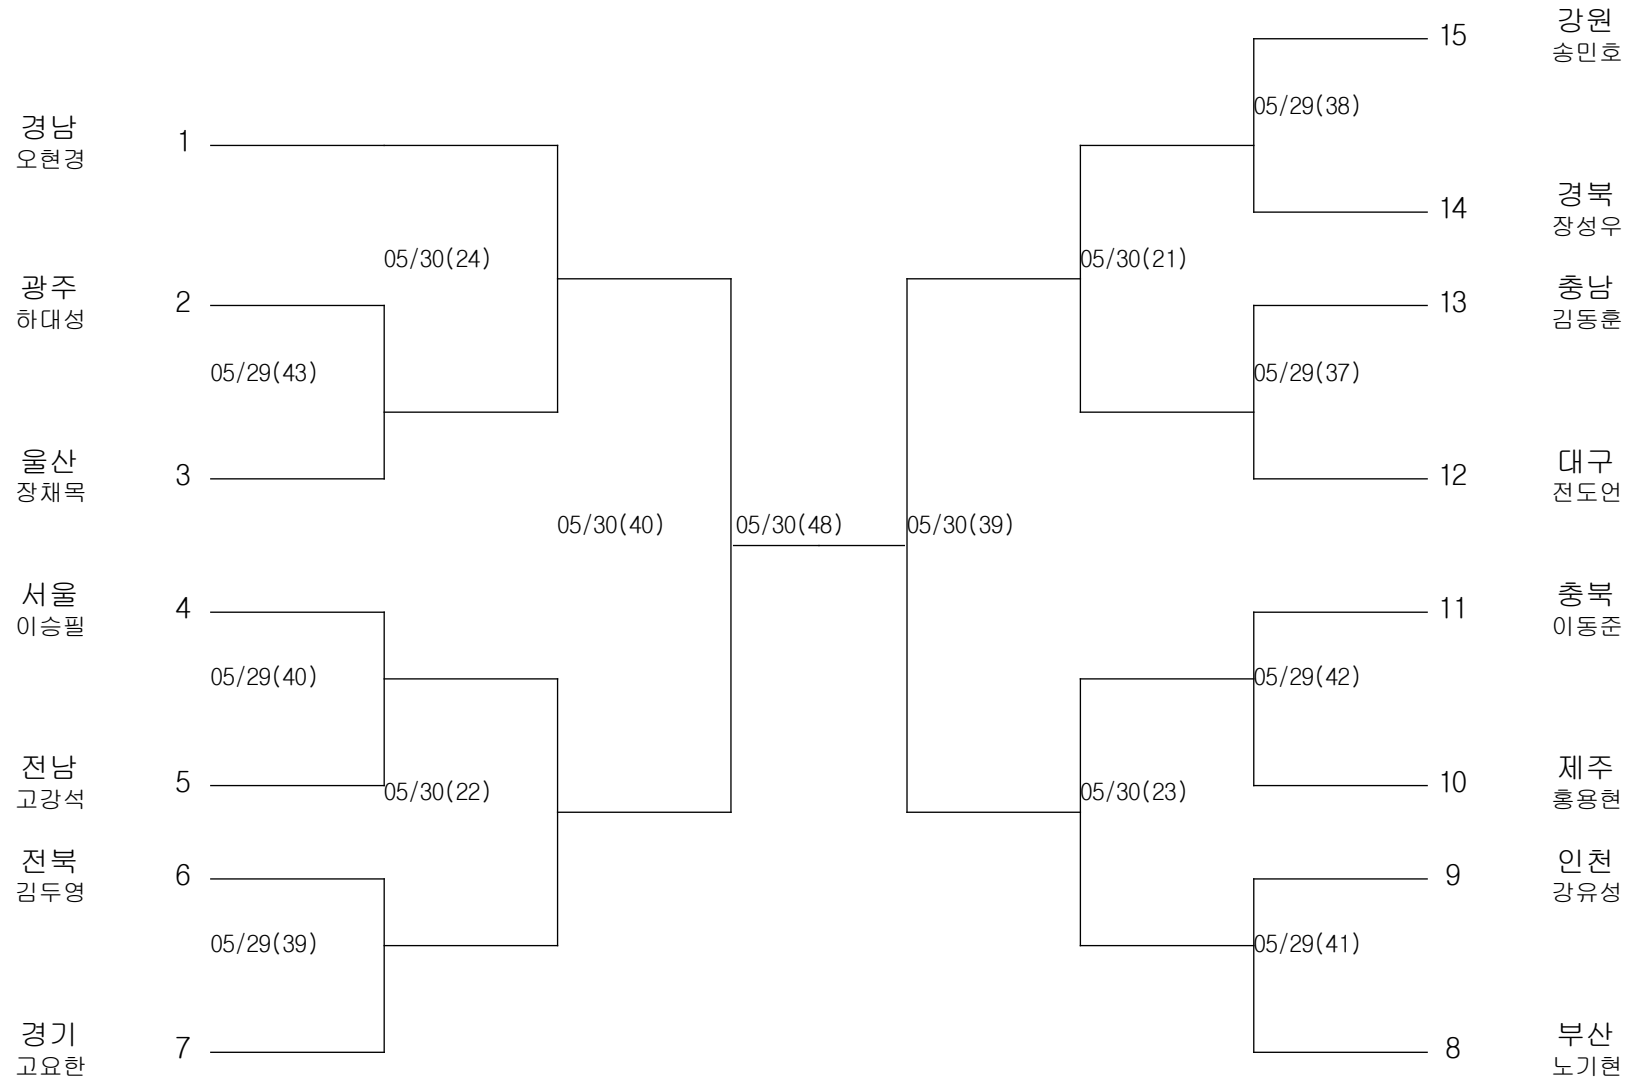 경남
오현경
1
05/30(24)
광주
하대성
2
05/29(43)
울산
장채목
3
05/30(40)
서울
이승필
4
05/29(40)
전남
고강석
5
05/30(22)
전북
김두영
6
05/29(39)
경기
고요한
7
05/30(48)
강원
송민호
15
05/29(38)
경북
장성우
14
05/30(21)
충남
김동훈
13
05/29(37)
대구
전도언
12
05/30(39)
충북
이동준
11
05/29(42)
제주
홍용현
10
05/30(23)
인천
강유성
9
05/29(41)
부산
노기현
8